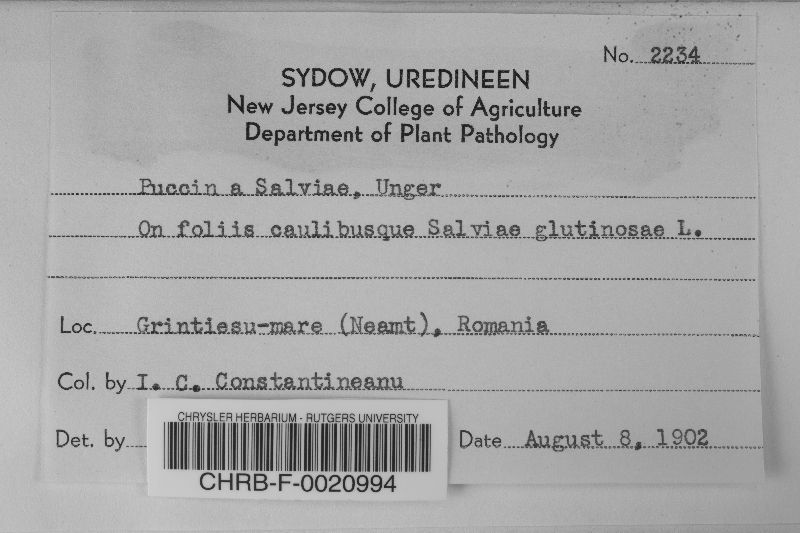 No. 2234
SYDOW, UREDINEEN
New Jersey College of Agriculture
Department of Plant Pathology
Puccin a Salviae, Unger
On foliis caulibusque Salviae glutinosae L.
Loc. Grintiesu-mare (Neamt), Romania
Col. by I. C. Constantineanu
Det. by
Date August 8, 1902
CHRYSLER HERBARIUM - RUTGERS UNIVERSITY
CHRB-F-0020994